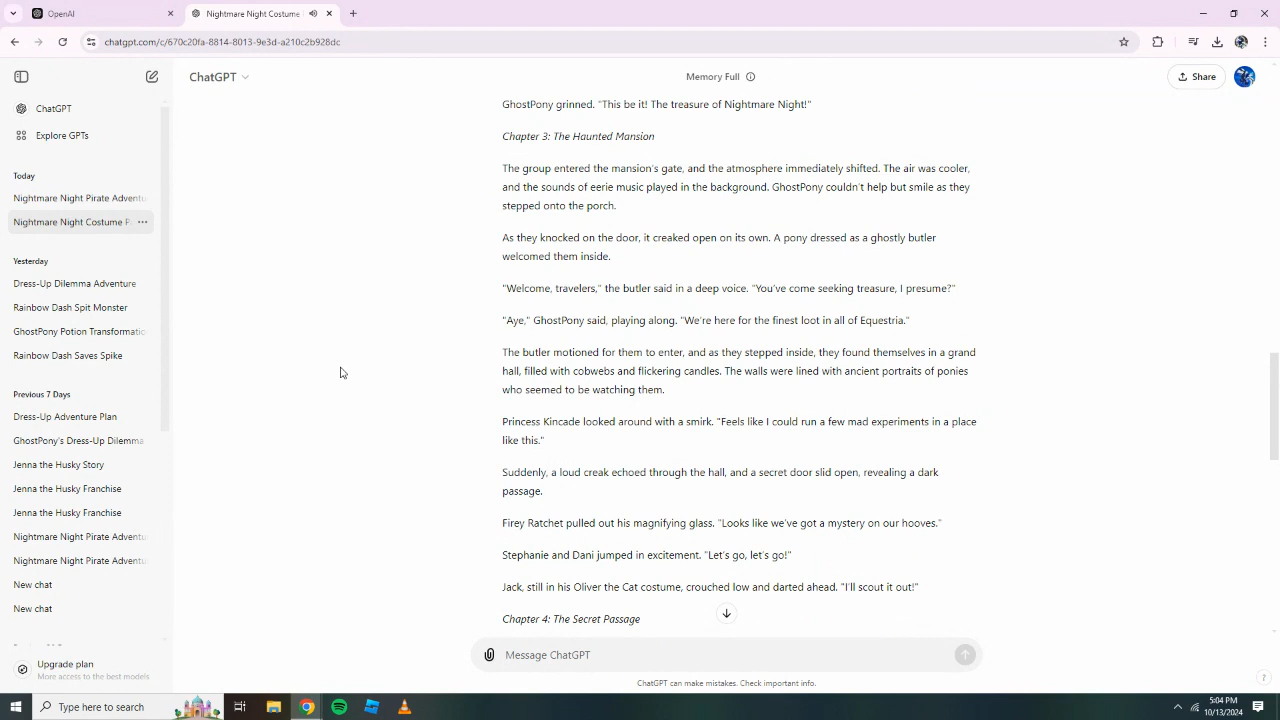 OpenAI
Nightmare Night Costume
chatgpt.com/c/670c20fa-8814-8013-9e3d-a210c2b928dc
ChatGPT
Memory Full
Share
ChatGPT
Explore GPTs
Today
Nightmare Night Pirate Adventu
Nightmare Night Costume P
Yesterday
Dress-Up Dilemma Adventure
Rainbow Dash Spit Monster
GhostPony Potion Transformatio
Rainbow Dash Saves Spike
Previous 7 Days
Dress-Up Adventure Plan
GhostPony's Dress-Up Dilemma
Jenna the Husky Story
Jenna the Husky Franchise
Jenna the Husky Franchise
Nightmare Night Pirate Adventu
Nightmare Night Pirate Adventu
New chat
New chat
Upgrade plan
More access to the best models
GhostPony grinned. "This be it! The treasure of Nightmare Night!"
Chapter 3: The Haunted Mansion
The group entered the mansion's gate, and the atmosphere immediately shifted. The air was cooler,
and the sounds of eerie music played in the background. GhostPony couldn't help but smile as they
stepped onto the porch.
As they knocked on the door, it creaked open on its own. A pony dressed as a ghostly butler
welcomed them inside.
"Welcome, travelers," the butler said in a deep voice. "You've come seeking treasure, I presume?"
"Aye," GhostPony said, playing along. "We're here for the finest loot in all of Equestria."
The butler motioned for them to enter, and as they stepped inside, they found themselves in a grand
hall, filled with cobwebs and flickering candles. The walls were lined with ancient portraits of ponies
who seemed to be watching them.
Princess Kincade looked around with a smirk. "Feels like I could run a few mad experiments in a place
like this."
Suddenly, a loud creak echoed through the hall, and a secret door slid open, revealing a dark
passage.
Firey Ratchet pulled out his magnifying glass. "Looks like we've got a mystery on our hooves."
Stephanie and Dani jumped in excitement. "Let's go, let's go!"
Jack, still in his Oliver the Cat costume, crouched low and darted ahead. "I'll scout it out!"
Chapter 4: The Secret Passage
Message ChatGPT
ChatGPT can make mistakes. Check important info.
?
Type here to search
5:04 PM
10/13/2024